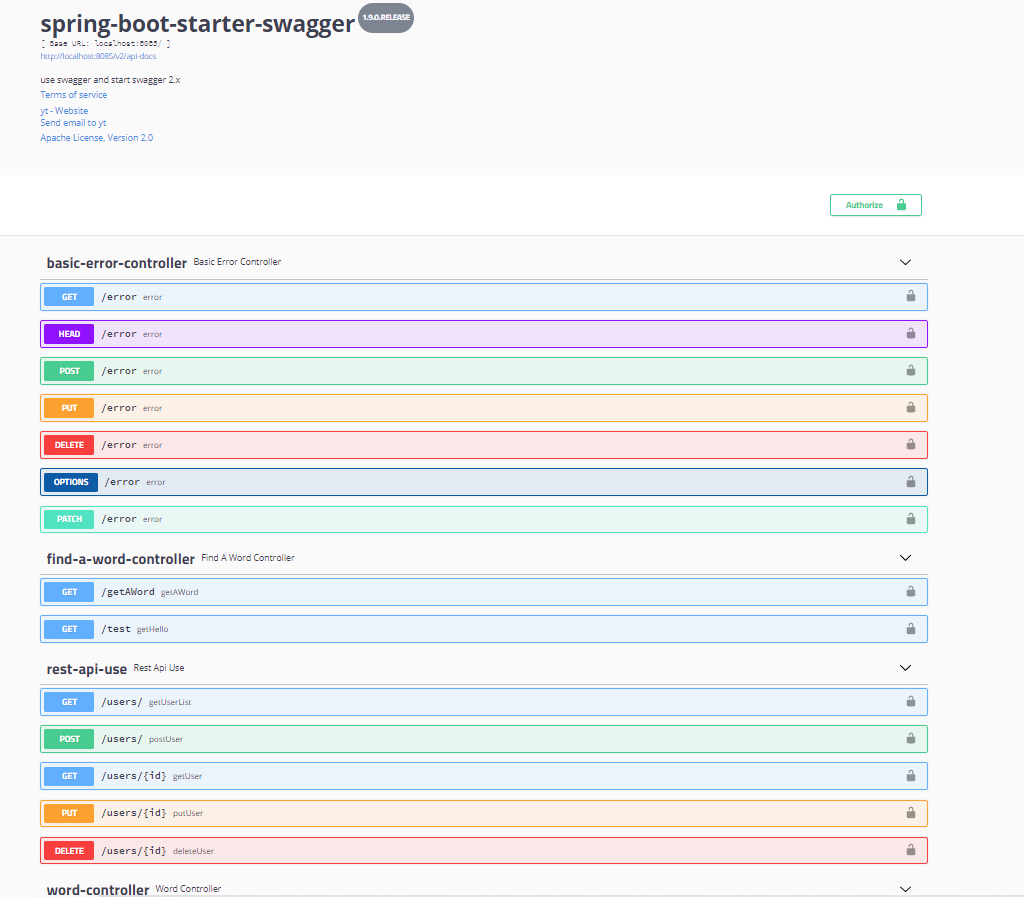 spring-boot-starter-swagger 1.9.0.RELEASE
[ Base URL: localhost:8085/ ]
http://localhost:8085/v2/api-docs
use swagger and start swagger 2.x
Terms of service
yt - Website
Send email to yt
Apache License, Version 2.0
Authorize
basic-error-controller Basic Error Controller
GET /error error
HEAD /error error
POST /error error
PUT /error error
DELETE /error error
OPTIONS /error error
PATCH /error error
find-a-word-controller Find A Word Controller
GET /getAWord getAWord
GET /test getHello
rest-api-use Rest Api Use
GET /users/ getUserList
POST /users/ postUser
GET /users/{id} getUser
PUT /users/{id} putUser
DELETE /users/{id} deleteUser
word-controller Word Controller